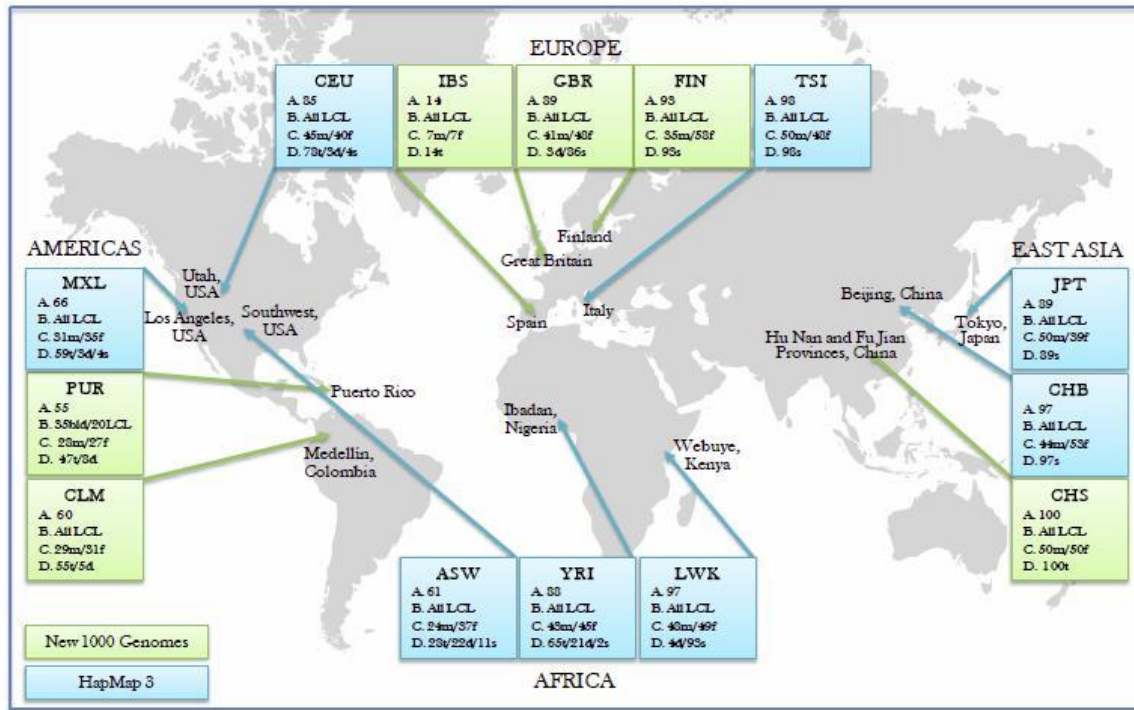 EUROPE
CEU
A. 85
B. All LCL
C. 45m/40f
D. 78t/3d/4s
IBS
A. 14
B. All LCL
C. 7m/7f
D. 14t
GBR
A. 89
B. All LCL
C. 41m/48f
D. 3d/86s
FIN
A. 93
B. All LCL
C. 35m/58f
D. 93s
TSI
A. 98
B. All LCL
C. 50m/48f
D. 98s
AMERICAS
MXL
A. 66
B. All LCL
C. 31m/35f
D. 59t/3d/4s
PUR
A. 55
B. 35bld/20LCL
C. 28m/27f
D. 47t/8d
CLM
A. 60
B. All LCL
C. 29m/31f
D. 55t/5d
Utah,
USA
Los Angeles,
USA
Southwest,
USA
Puerto Rico
Medellin,
Colombia
Finland
Great Britain
Spain
Italy
Ibadan,
Nigeria
Webuye,
Kenya
Beijing, China
Hu Nan and Fu Jian
Provinces, China
Tokyo,
Japan
EAST ASIA
JPT
A. 89
B. All LCL
C. 50m/39f
D. 89s
CHB
A. 97
B. All LCL
C. 44m/53f
D. 97s
CHS
A. 100
B. All LCL
C. 50m/50f
D. 100t
ASW
A. 61
B. All LCL
C. 24m/37f
D. 28t/22d/11s
YRI
A. 88
B. All LCL
C. 43m/45f
D. 65t/21d/2s
LWK
A. 97
B. All LCL
C. 48m/49f
D. 4d/93s
AFRICA
New 1000 Genomes
HapMap 3